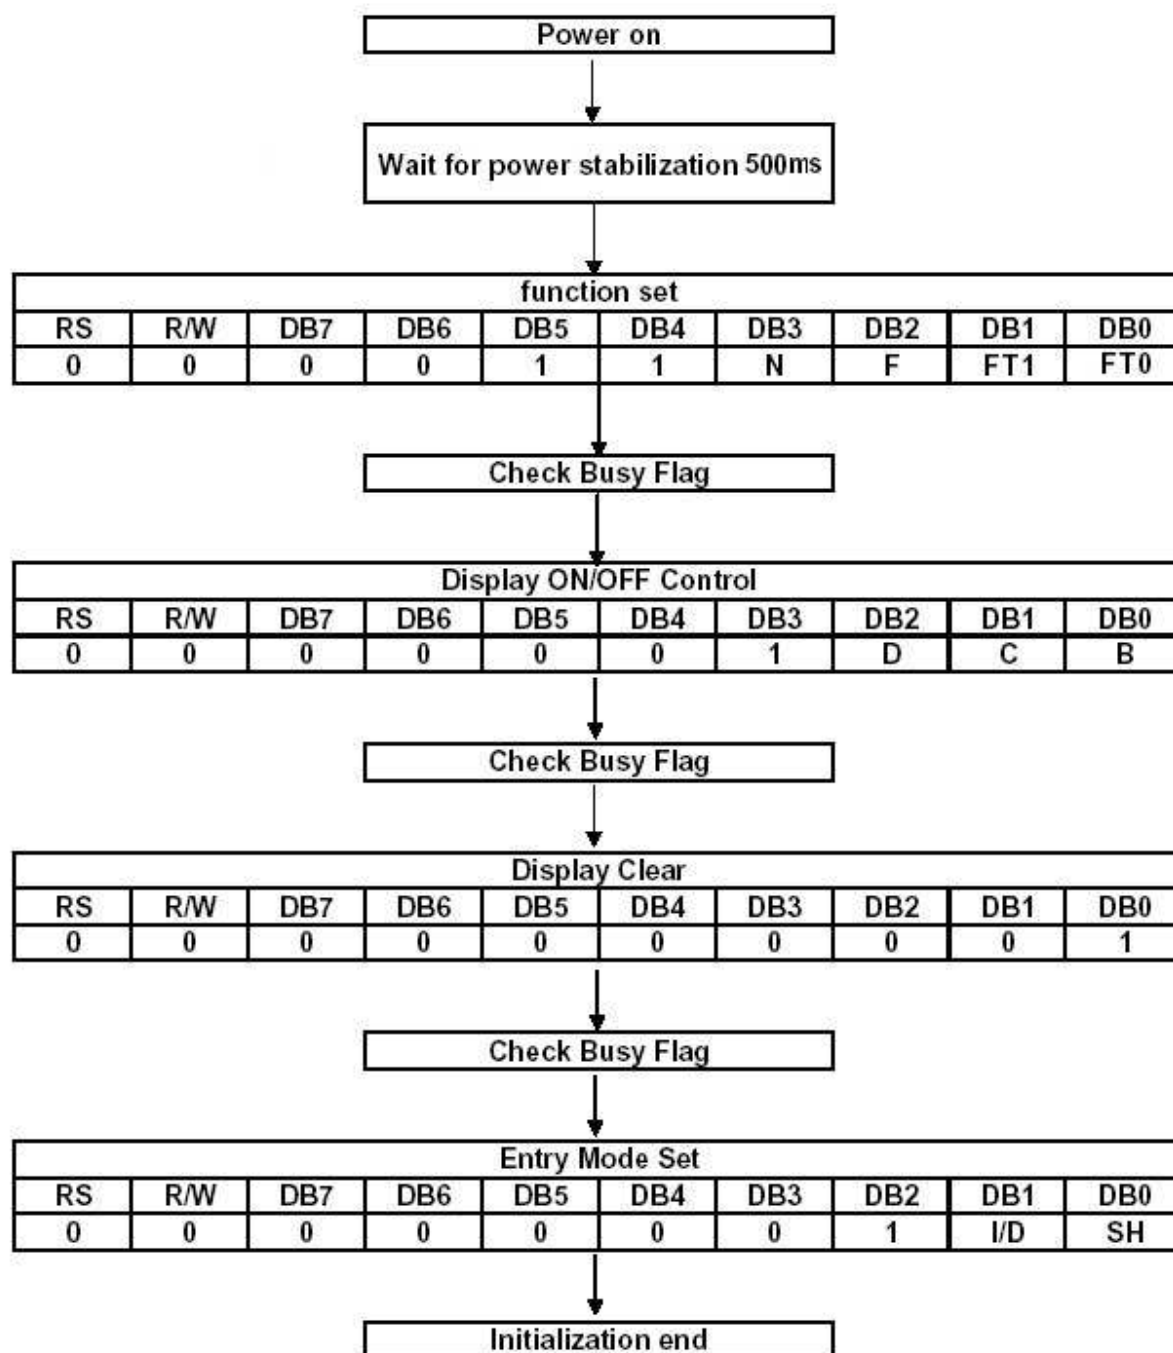 Power on
Wait for power stabilization 500ms
function set
RS R/W DB7 DB6 DB5 DB4 DB3 DB2 DB1 DB0
0 0 0 0 1 1 N F FT1 FT0
Check Busy Flag
Display ON/OFF Control
RS R/W DB7 DB6 DB5 DB4 DB3 DB2 DB1 DB0
0 0 0 0 0 0 1 D C B
Check Busy Flag
Display Clear
RS R/W DB7 DB6 DB5 DB4 DB3 DB2 DB1 DB0
0 0 0 0 0 0 0 0 0 1
Check Busy Flag
Entry Mode Set
RS R/W DB7 DB6 DB5 DB4 DB3 DB2 DB1 DB0
0 0 0 0 0 0 0 1 I/D SH
Initialization end